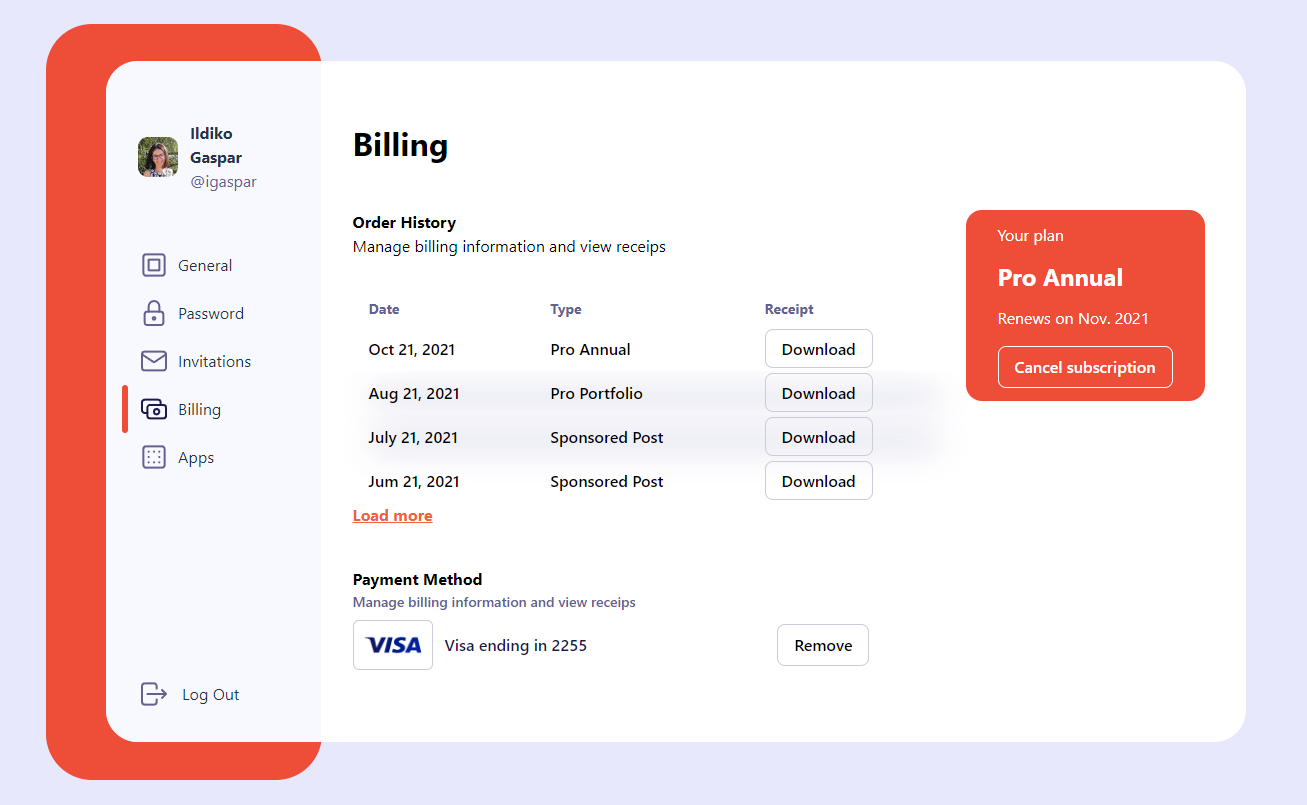 Ildiko
Gaspar
@igaspar
General
Password
Invitations
Billing
Apps
Log Out
Billing
Order History
Manage billing information and view receips
Date Type Receipt
Oct 21, 2021 Pro Annual Download
Aug 21, 2021 Pro Portfolio Download
July 21, 2021 Sponsored Post Download
Jum 21, 2021 Sponsored Post Download
Load more
Payment Method
Manage billing information and view receips
VISA Visa ending in 2255 Remove
Your plan
Pro Annual
Renews on Nov. 2021
Cancel subscription